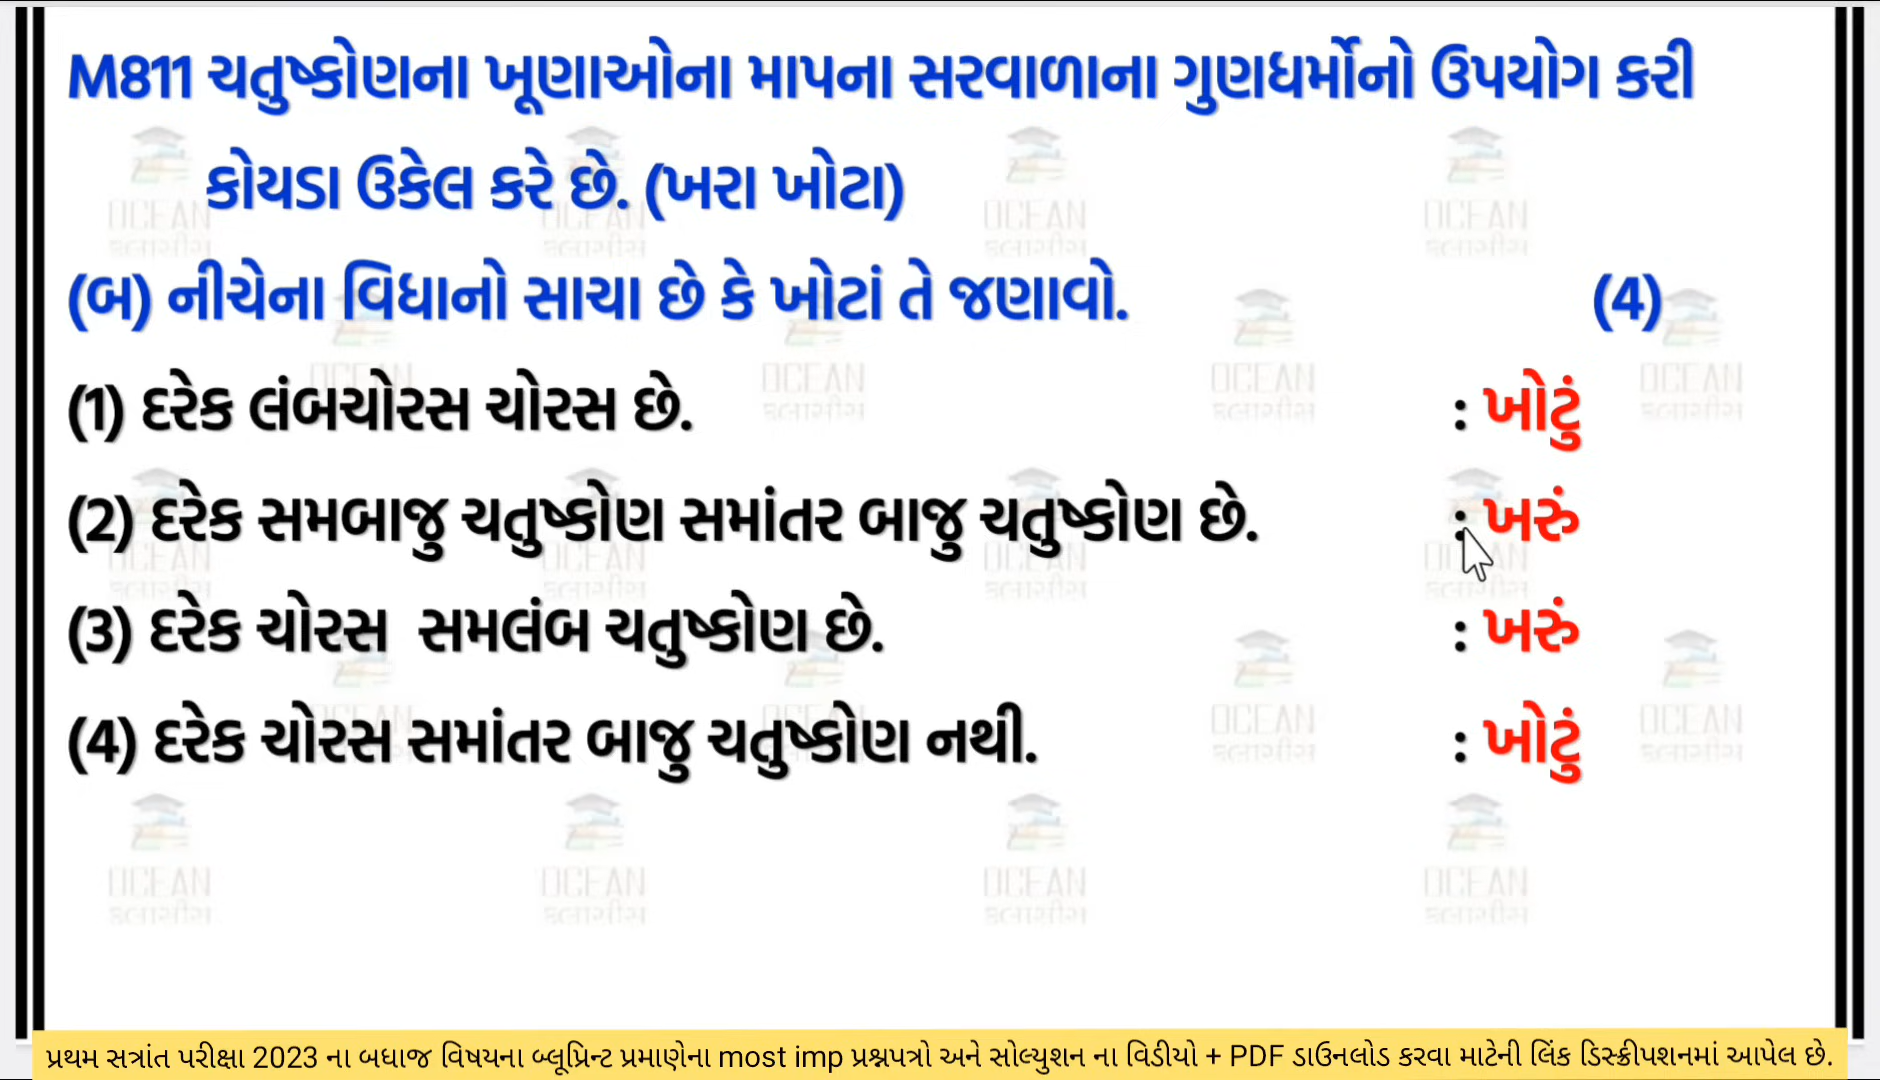 M811 ચતુષ્કોણના ખૂણાઓના માપના સરવાળાના ગુણધર્મોનો ઉપયોગ કરી
કોયડા ઉકેલ કરે છે. (ખરા ખોટા)
(બ) નીચેના વિધાનો સાચા છે કે ખોટાં તે જણાવો. (4)
(1) દરેક લંબચોરસ ચોરસ છે. : ખોટું
(2) દરેક સમબાજુ ચતુષ્કોણ સમાંતર બાજુ ચતુષ્કોણ છે. : ખરું
(3) દરેક ચોરસ સમલંબ ચતુષ્કોણ છે. : ખરું
(4) દરેક ચોરસ સમાંતર બાજુ ચતુષ્કોણ નથી. : ખોટું
OCEAN
કલાસીસ
પ્રથમ સત્રાંત પરીક્ષા 2023 ના બધાજ વિષયના બ્લૂપ્રિન્ટ પ્રમાણેના most imp પ્રશ્નપત્રો અને સોલ્યુશન ના વિડીયો + PDF ડાઉનલોડ કરવા માટેની લિંક ડિસ્ક્રીપશનમાં આપેલ છે.